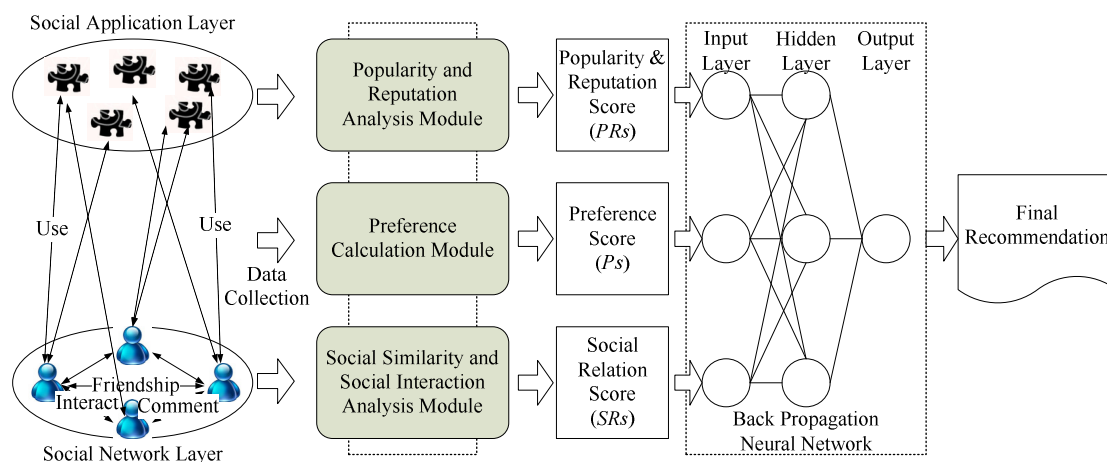 Social Application Layer
Use
Use
Data
Collection
Friendship
Interact
Comment
Social Network Layer
Popularity and
Reputation
Analysis Module
Preference
Calculation Module
Social Similarity and
Social Interaction
Analysis Module
Popularity &
Reputation
Score
(PRs)
Preference
Score
(Ps)
Social
Relation
Score
(SRs)
Input
Layer
Hidden
Layer
Output
Layer
Back Propagation
Neural Network
Final
Recommendation